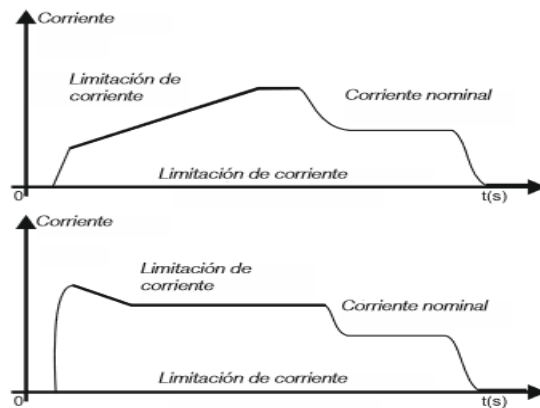 Corriente
Limitación de
corriente
Corriente nominal
Limitación de corriente
0
t(s)
Corriente
Limitación de
corriente
Corriente nominal
Limitación de corriente
0
t(s)